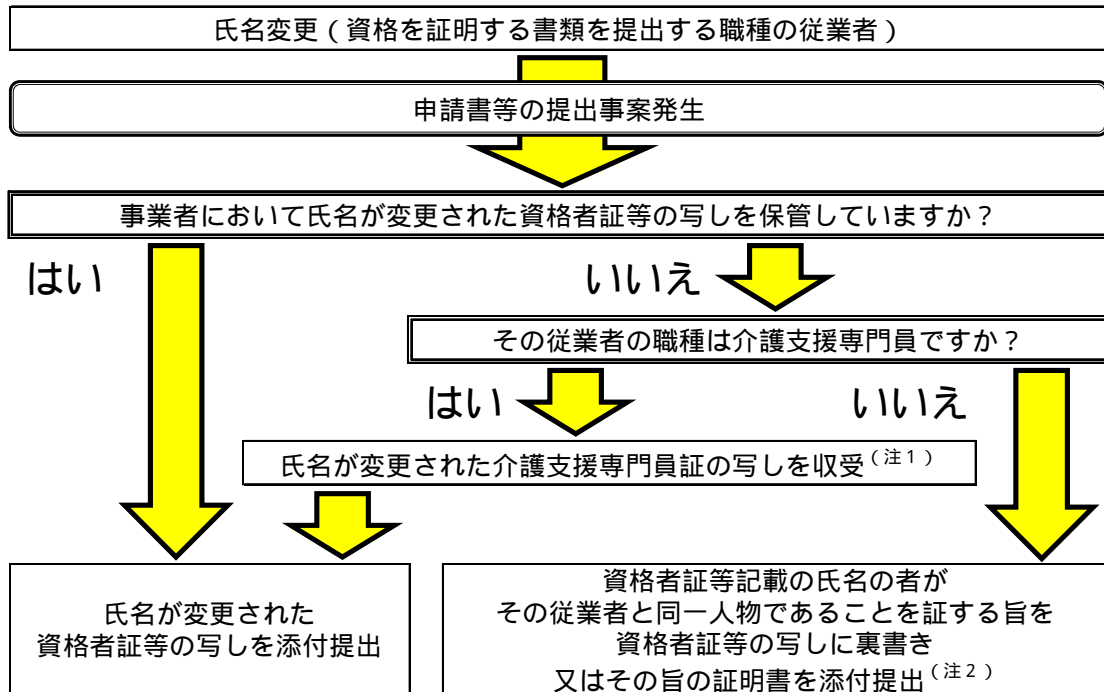 氏名変更（資格を証明する書類を提出する職種の従業者）
申請書等の提出事案発生
事業者において氏名が変更された資格者証等の写しを保管していますか？
はい
いいえ
その従業者の職種は介護支援専門員ですか？
はい
いいえ
氏名が変更された介護支援専門員証の写しを収受（注１）
氏名が変更された
資格者証等の写しを添付提出
資格者証等記載の氏名の者が
その従業者と同一人物であることを証する旨を
資格者証等の写しに裏書き
又はその旨の証明書を添付提出（注２）